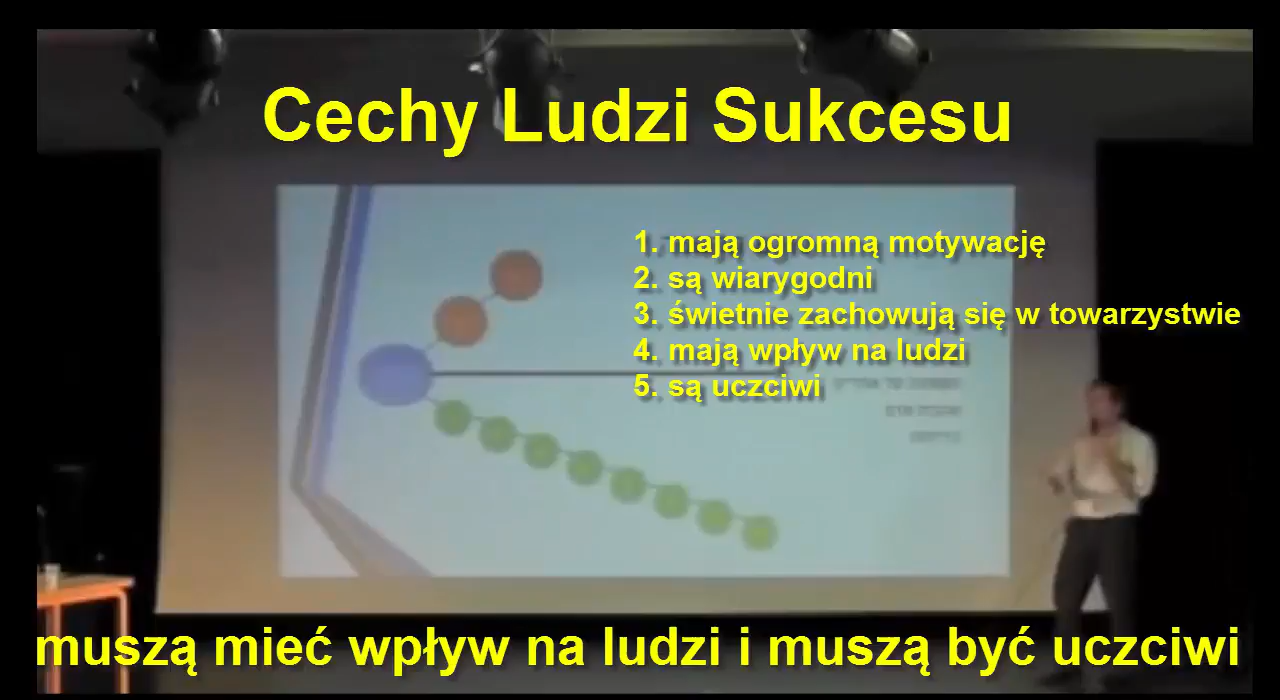 Cechy Ludzi Sukcesu
1. mają ogromną motywację
2. są wiarygodni
3. świetnie zachowują się w towarzystwie
4. mają wpływ na ludzi
5. są uczciwi
muszą mieć wpływ na ludzi i muszą być uczciwi